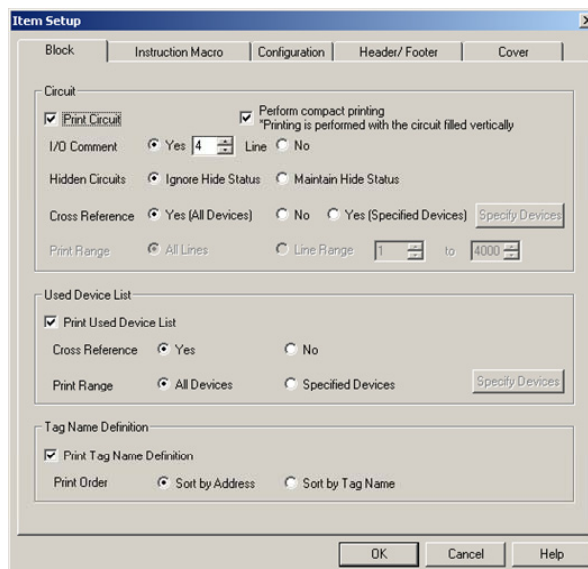 Item Setup
Block Instruction Macro Configuration Header/ Footer Cover
Circuit
Print Circuit
Perform compact printing
"Printing is performed with the circuit filled vertically
I/O Comment Yes 4 Line No
Hidden Circuits Ignore Hide Status Maintain Hide Status
Cross Reference Yes (All Devices) No Yes (Specified Devices) Specify Devices
Print Range All Lines Line Range 1 to 4000
Used Device List
Print Used Device List
Cross Reference Yes No
Print Range All Devices Specified Devices Specify Devices
Tag Name Definition
Print Tag Name Definition
Print Order Sort by Address Sort by Tag Name
OK Cancel Help